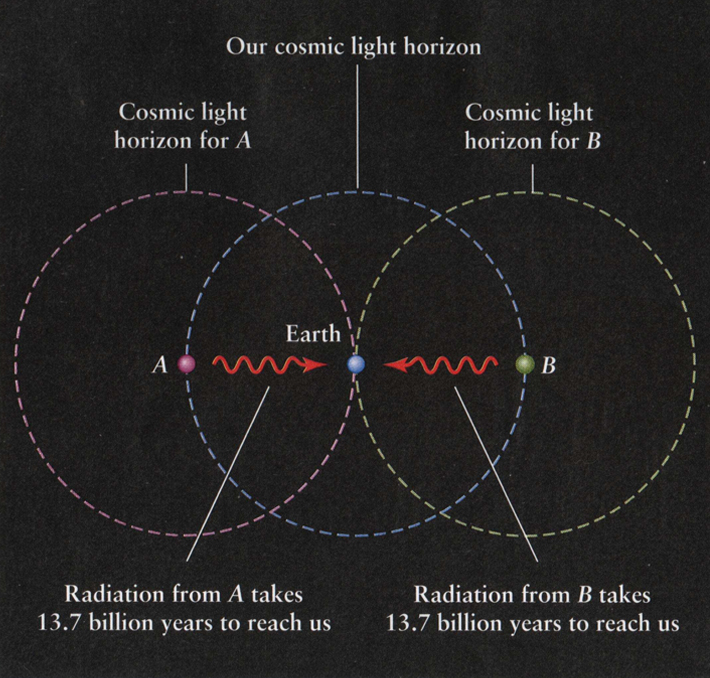 Our cosmic light horizon
Cosmic light
horizon for A
Cosmic light
horizon for B
Earth
A
B
Radiation from A takes
13.7 billion years to reach us
Radiation from B takes
13.7 billion years to reach us